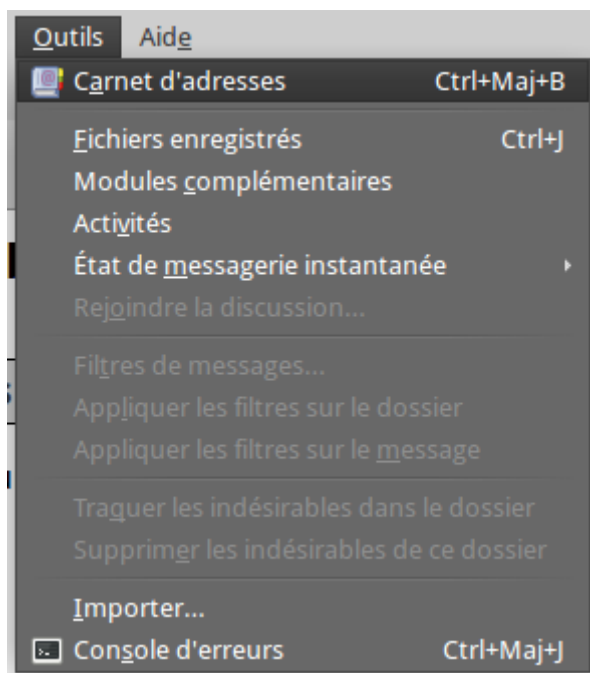 Outils Aide
Carnet d'adresses Ctrl+Maj+B
Fichiers enregistrés Ctrl+J
Modules complémentaires
Activités
État de messagerie instantanée
Rejoindre la discussion...
Filtres de messages...
Appliquer les filtres sur le dossier
Appliquer les filtres sur le message
Traquer les indésirables dans le dossier
Supprimer les indésirables de ce dossier
Importer...
Console d'erreurs Ctrl+Maj+J